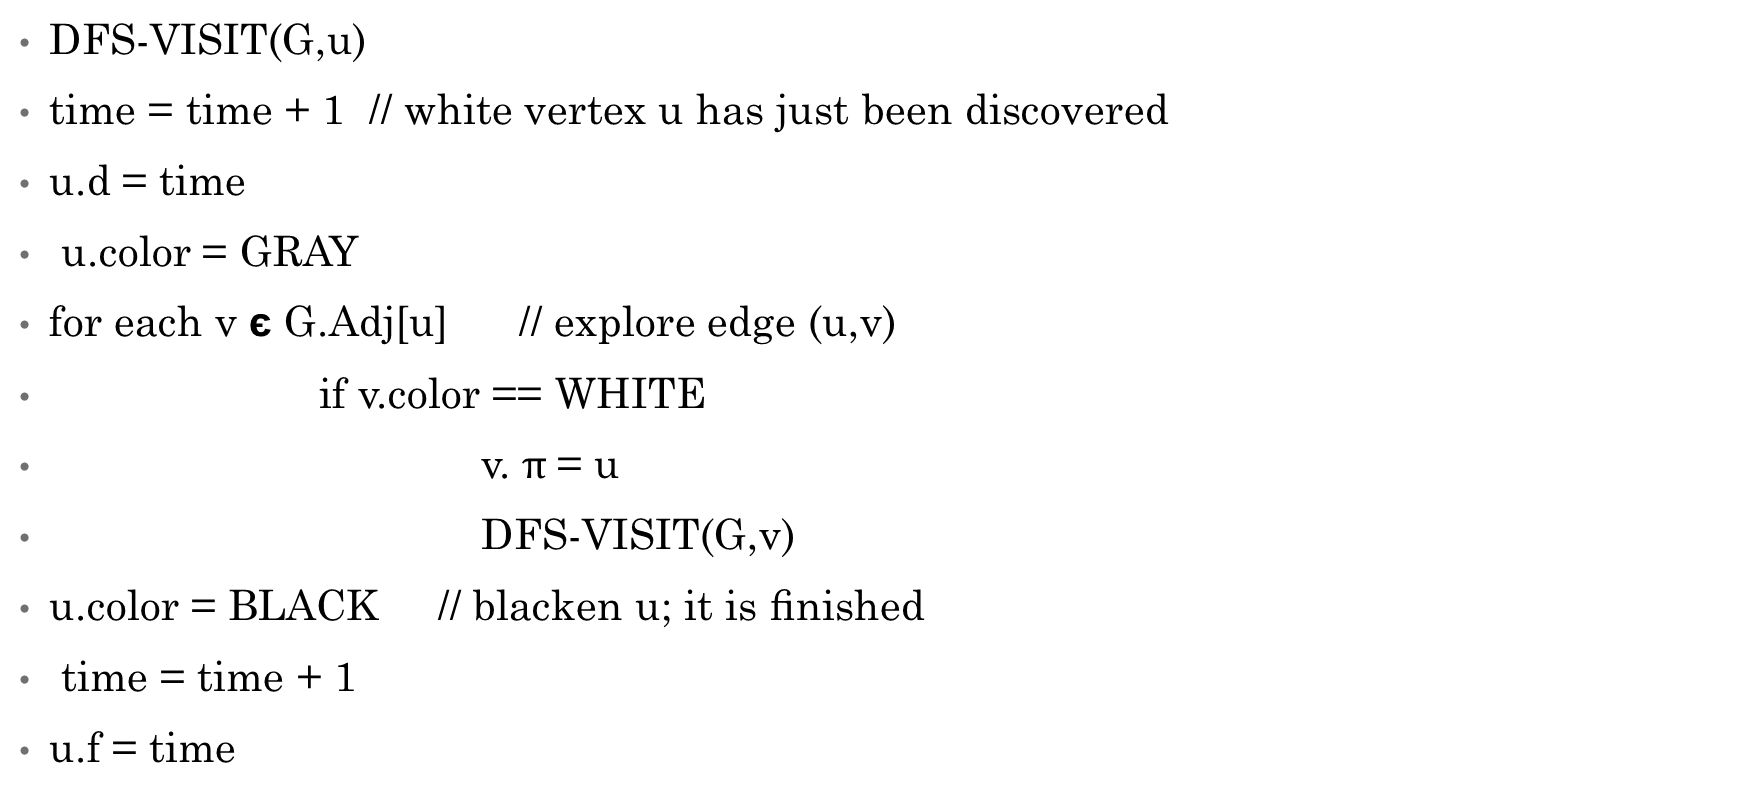 • DFS-VISIT(G,u)
• time = time + 1 // white vertex u has just been discovered
• u.d = time
• u.color = GRAY
• for each v є G.Adj[u] // explore edge (u,v)
• if v.color == WHITE
• v. π = u
• DFS-VISIT(G,v)
• u.color = BLACK // blacken u; it is finished
• time = time + 1
• u.f = time